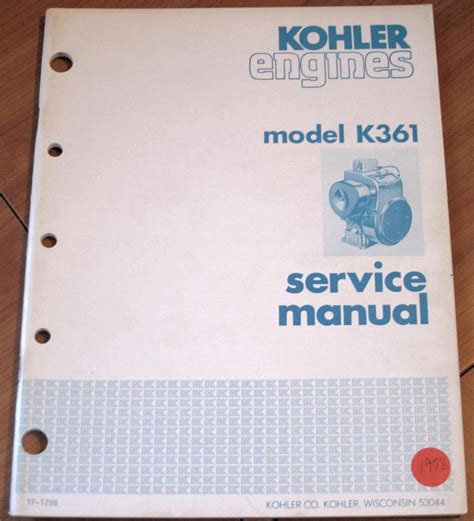 KOHLER
engines
model K361
service
manual
1978
TP-1288
KOHLER CO. KOHLER, WISCONSIN 53044